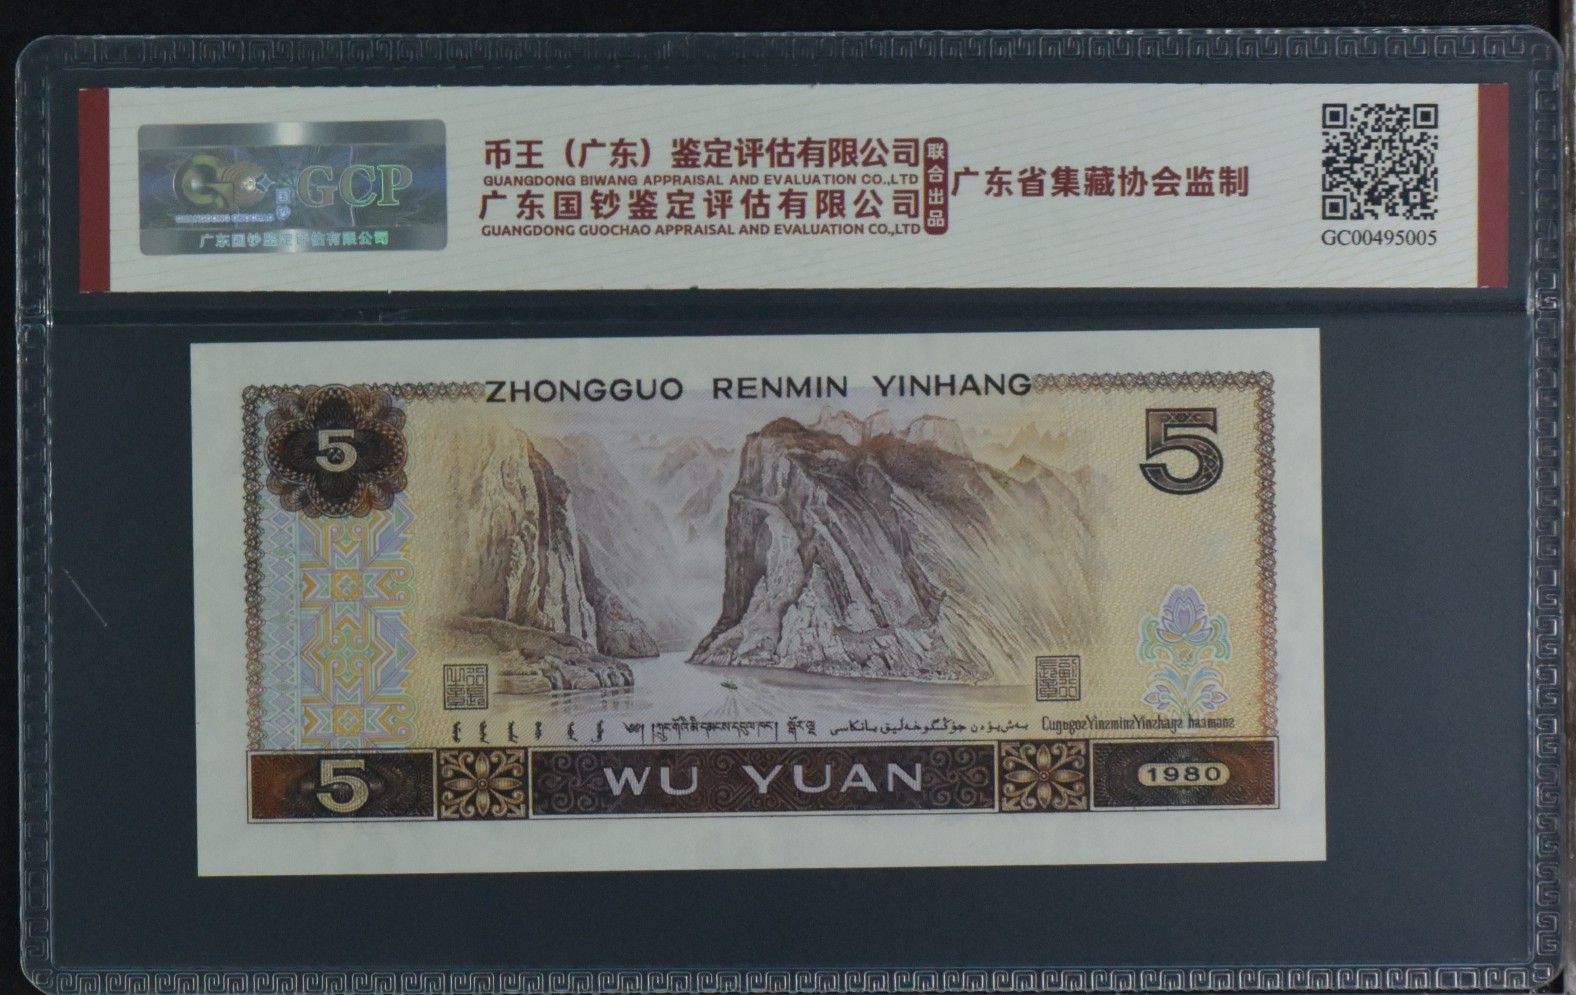 GCP
广东国钞鉴定评估有限公司
币王（广东）鉴定评估有限公司
GUANGDONG BIWANG APPRAISAL AND EVALUATION CO.,LTD
广东国钞鉴定评估有限公司
GUANGDONG GUOCHAO APPRAISAL AND EVALUATION CO.,LTD
联合出品
广东省集藏协会监制
GC00495005
ZHONGGUO RENMIN YINHANG
5
5
5 WU YUAN 1980